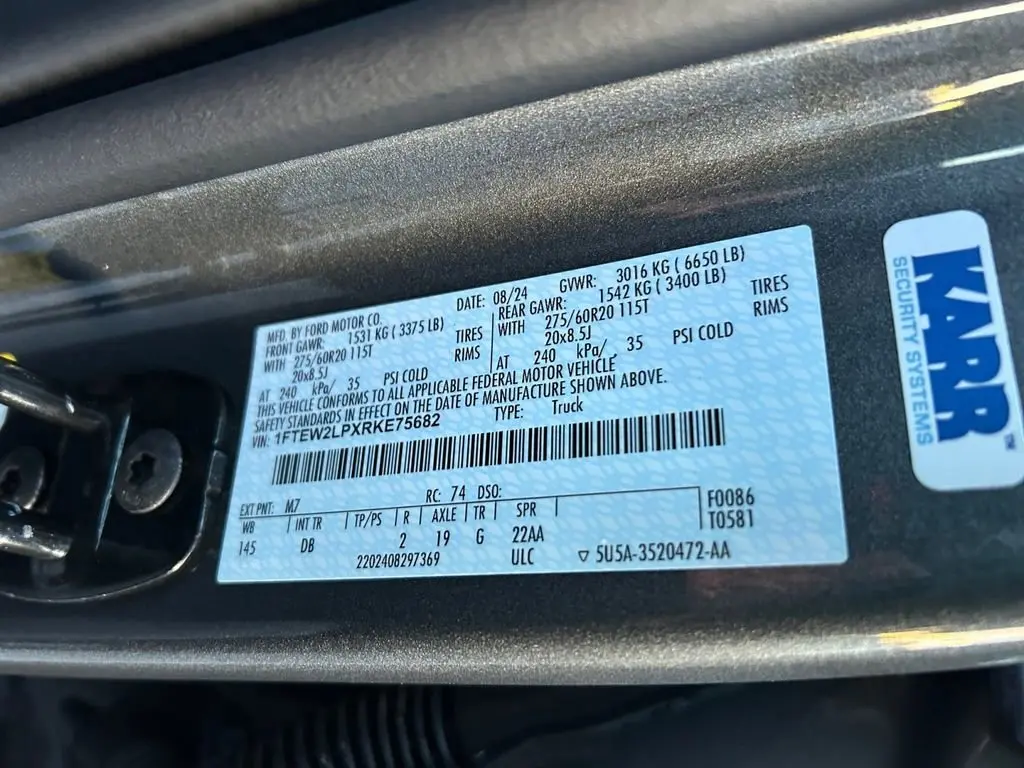 MFD. BY FORD MOTOR CO.
DATE: 08/24
GVWR: 3016 KG ( 6650 LB)
FRONT GAWR: 1531 KG ( 3375 LB)
WITH 275/60R20 115T TIRES
20x8.5J RIMS
AT 240 kPa/ 35 PSI COLD
REAR GAWR: 1542 KG ( 3400 LB)
WITH 275/60R20 115T TIRES
20x8.5J RIMS
AT 240 kPa/ 35 PSI COLD
THIS VEHICLE CONFORMS TO ALL APPLICABLE FEDERAL MOTOR VEHICLE
SAFETY STANDARDS IN EFFECT ON THE DATE OF MANUFACTURE SHOWN ABOVE.
VIN: 1FTEW2LPXRKE75682
TYPE: Truck
EXT PNT: M7 RC: 74 DSO:
WB INT TR TP/PS R AXLE TR SPR F0086
145 DB 2 19 G 22AA T0581
2202408297369 ULC ▽ 5U5A-3520472-AA
KARR
SECURITY SYSTEMS
TM